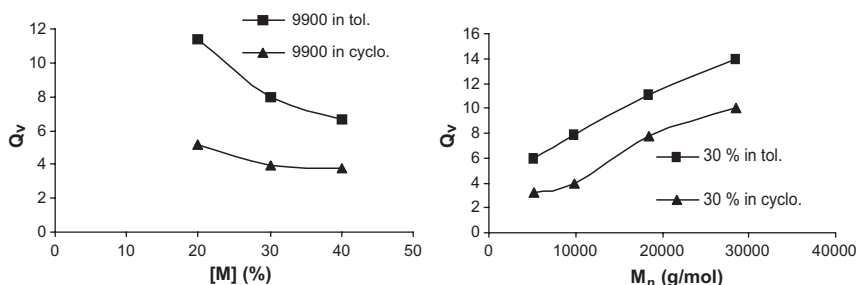 12
10
8
6
4
2
0
Qv
0 10 20 30 40 50
[M] (%)
9900 in tol.
9900 in cyclo.
16
14
12
10
8
6
4
2
0
Qv
0 10000 20000 30000 40000
Mn (g/mol)
30 % in tol.
30 % in cyclo.